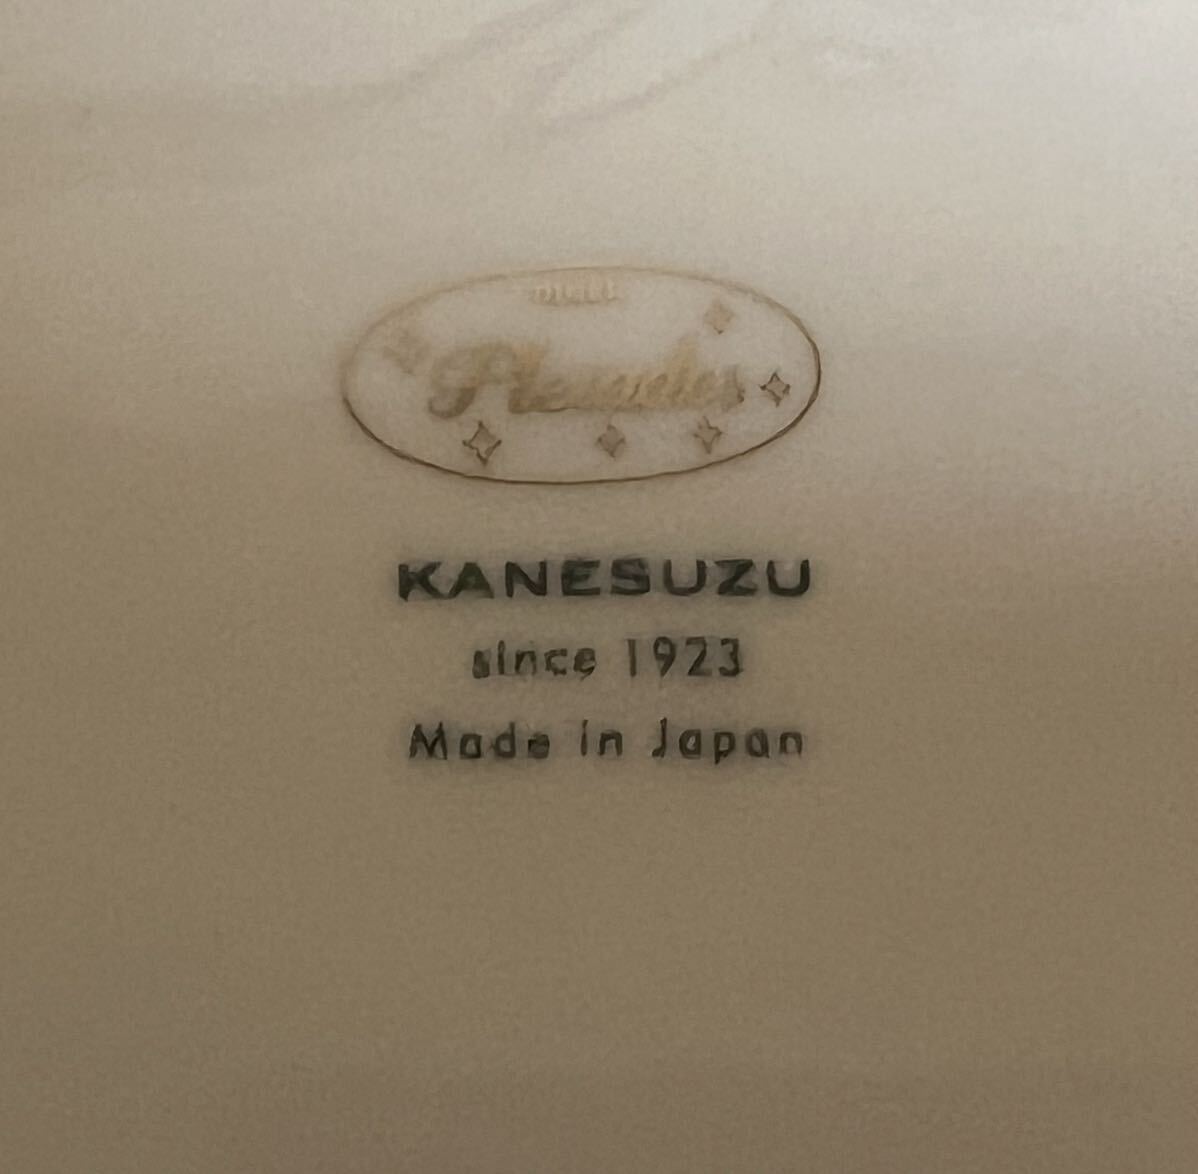 Pleiades
KANESUZU
since 1923
Made in Japan